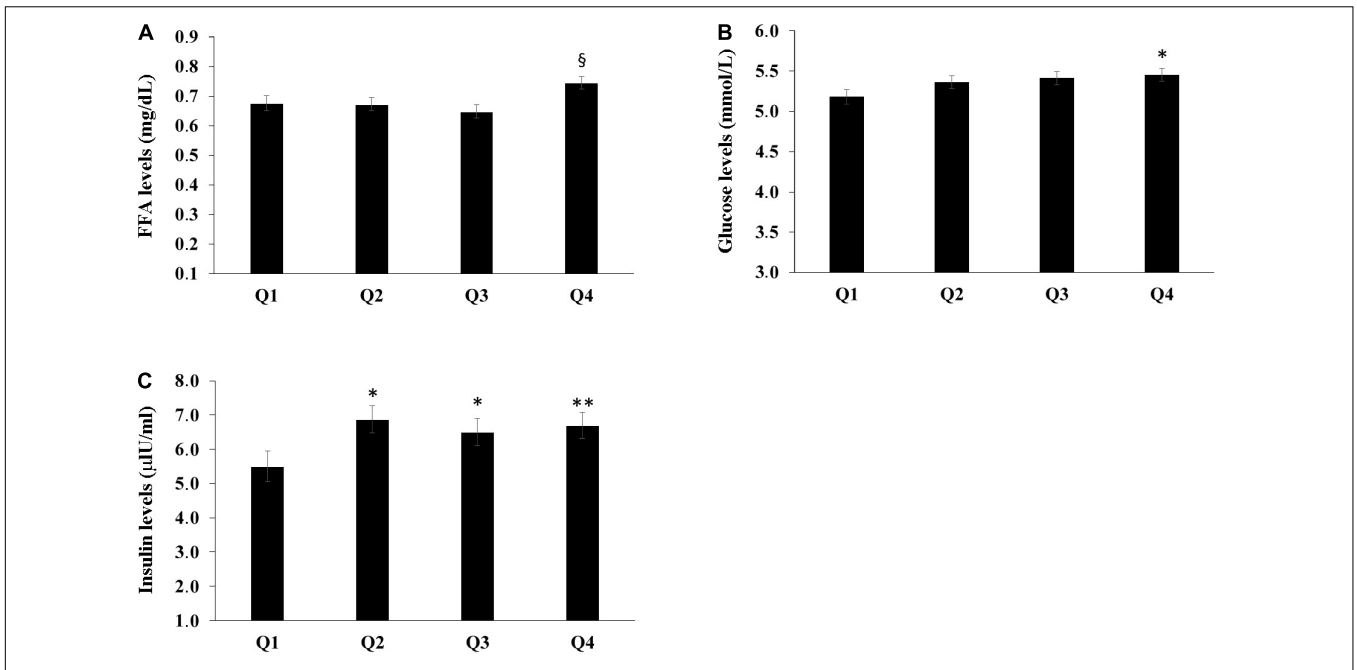 A
FFA levels (mg/dL)
0.9
0.8
0.7
0.6
0.5
0.4
0.3
0.2
0.1
§
Q1 Q2 Q3 Q4
B
Glucose levels (mmol/L)
6.0
5.5
5.0
4.5
4.0
3.5
3.0
*
Q1 Q2 Q3 Q4
C
Insulin levels (µIU/ml)
8.0
7.0
6.0
5.0
4.0
3.0
2.0
1.0
* * **
Q1 Q2 Q3 Q4